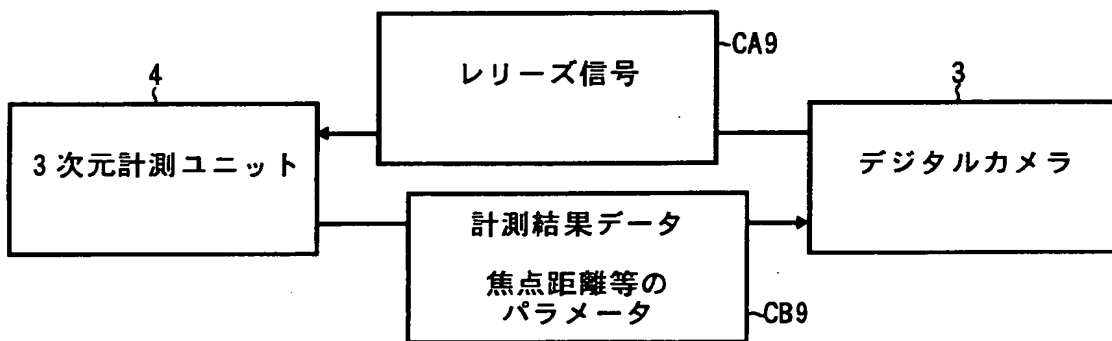 CA9
レリーズ信号
4
3次元計測ユニット
3
デジタルカメラ
計測結果データ
焦点距離等の
パラメータ
CB9